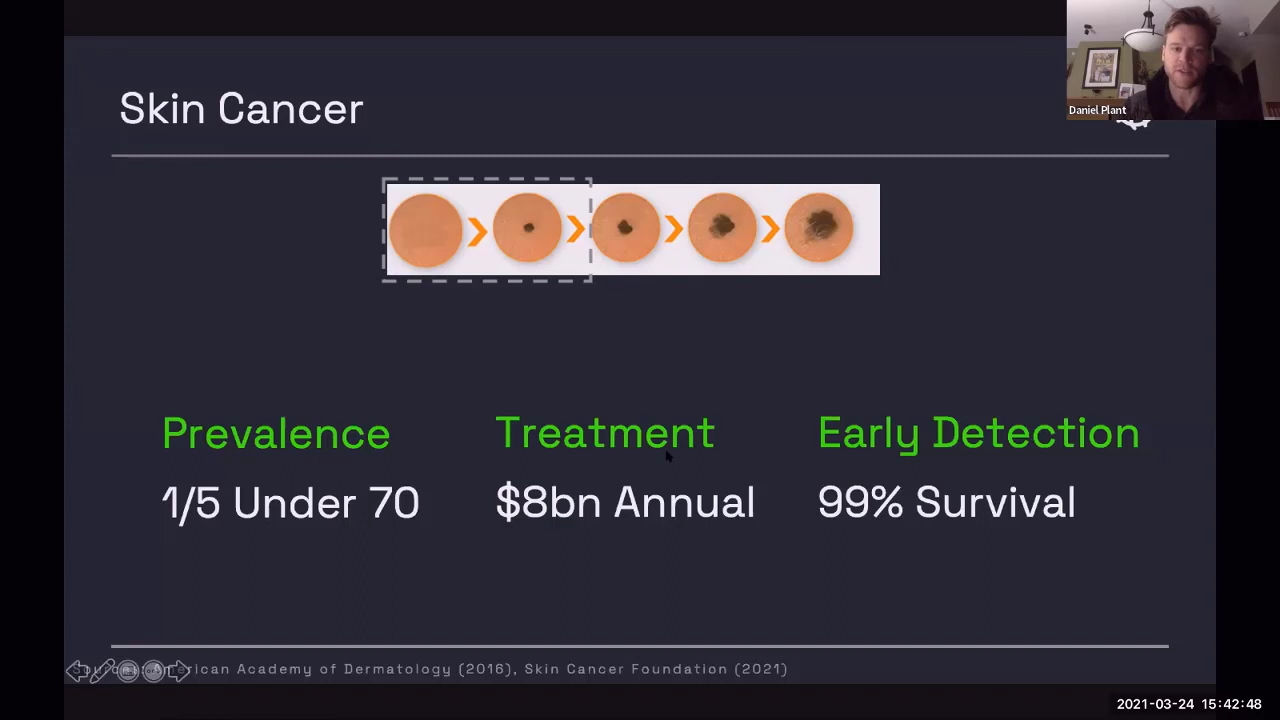 Skin Cancer
Daniel Plant
Prevalence
1/5 Under 70
Treatment
$8bn Annual
Early Detection
99% Survival
American Academy of Dermatology (2016), Skin Cancer Foundation (2021)
2021-03-24 15:42:48